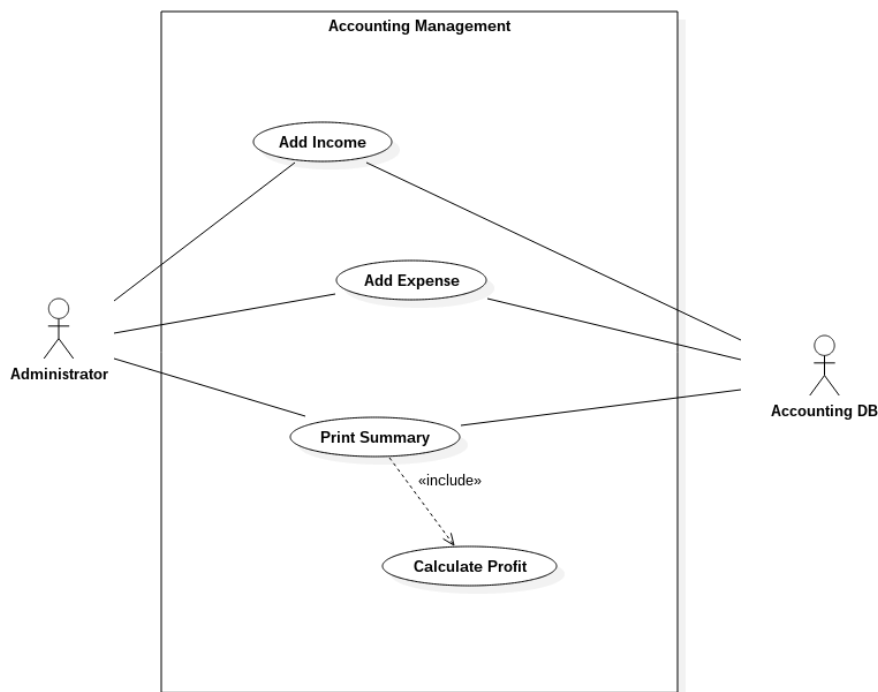 Accounting Management
Add Income
Add Expense
Administrator
Accounting DB
Print Summary
«include»
Calculate Profit